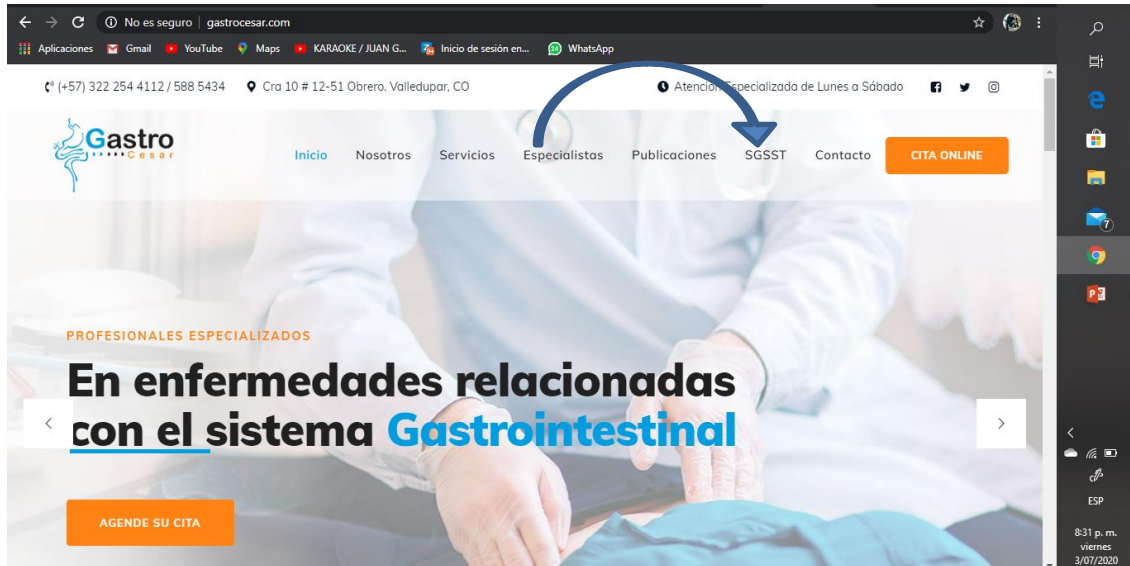 No es seguro | gastrocesar.com
Aplicaciones Gmail YouTube Maps KARAOKE / JUAN G... Inicio de sesión en... WhatsApp
(+57) 322 254 4112 / 588 5434 Cra 10 # 12-51 Obrero. Valledupar, CO Atención Especializada de Lunes a Sábado
Gastro
Cesar
Inicio Nosotros Servicios Especialistas Publicaciones SGSST Contacto CITA ONLINE
PROFESIONALES ESPECIALIZADOS
En enfermedades relacionadas
con el sistema Gastrointestinal
AGENDE SU CITA
7
ESP
8:31 p. m.
viernes
3/07/2020